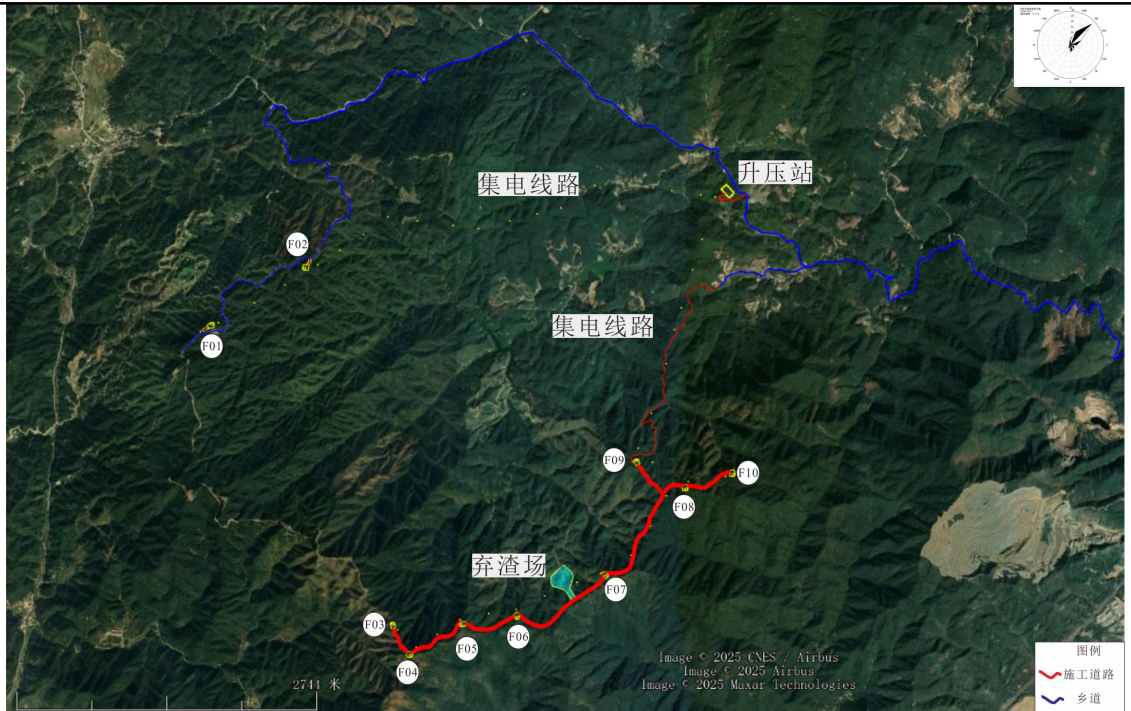 升压站
集电线路
F02
集电线路
F01
F09
F10
F08
弃渣场
F07
F03
F05
F06
F04
Image © 2025 CNES / Airbus
Image © 2025 Airbus
Image © 2025 Maxar Technologies
2744 米
图例
施工道路
乡道